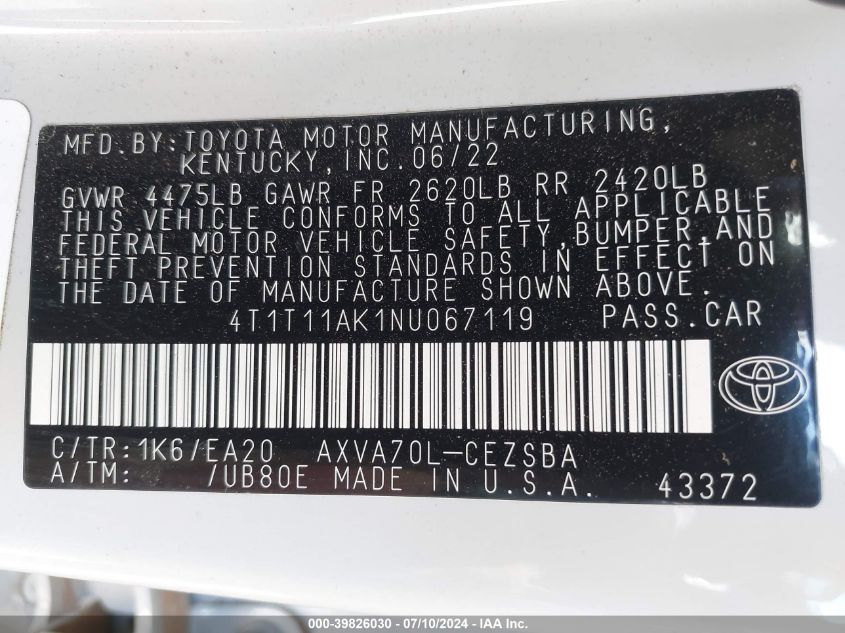 MFD.BY:TOYOTA MOTOR MANUFACTURING,
KENTUCKY,INC.06/22
GVWR 4475LB GAWR FR 2620LB RR 2420LB
THIS VEHICLE CONFORMS TO ALL APPLICABLE
FEDERAL MOTOR VEHICLE SAFETY,BUMPER,AND
THEFT PREVENTION STANDARDS IN EFFECT ON
THE DATE OF MANUFACTURE SHOWN ABOVE.
4T1T11AK1NU067119 PASS.CAR
C/TR:1K6/EA20 AXVA70L-CEZSBA
A/TM: /UB80E MADE IN U.S.A. 43372
000-39826030 - 07/10/2024 - IAA Inc.